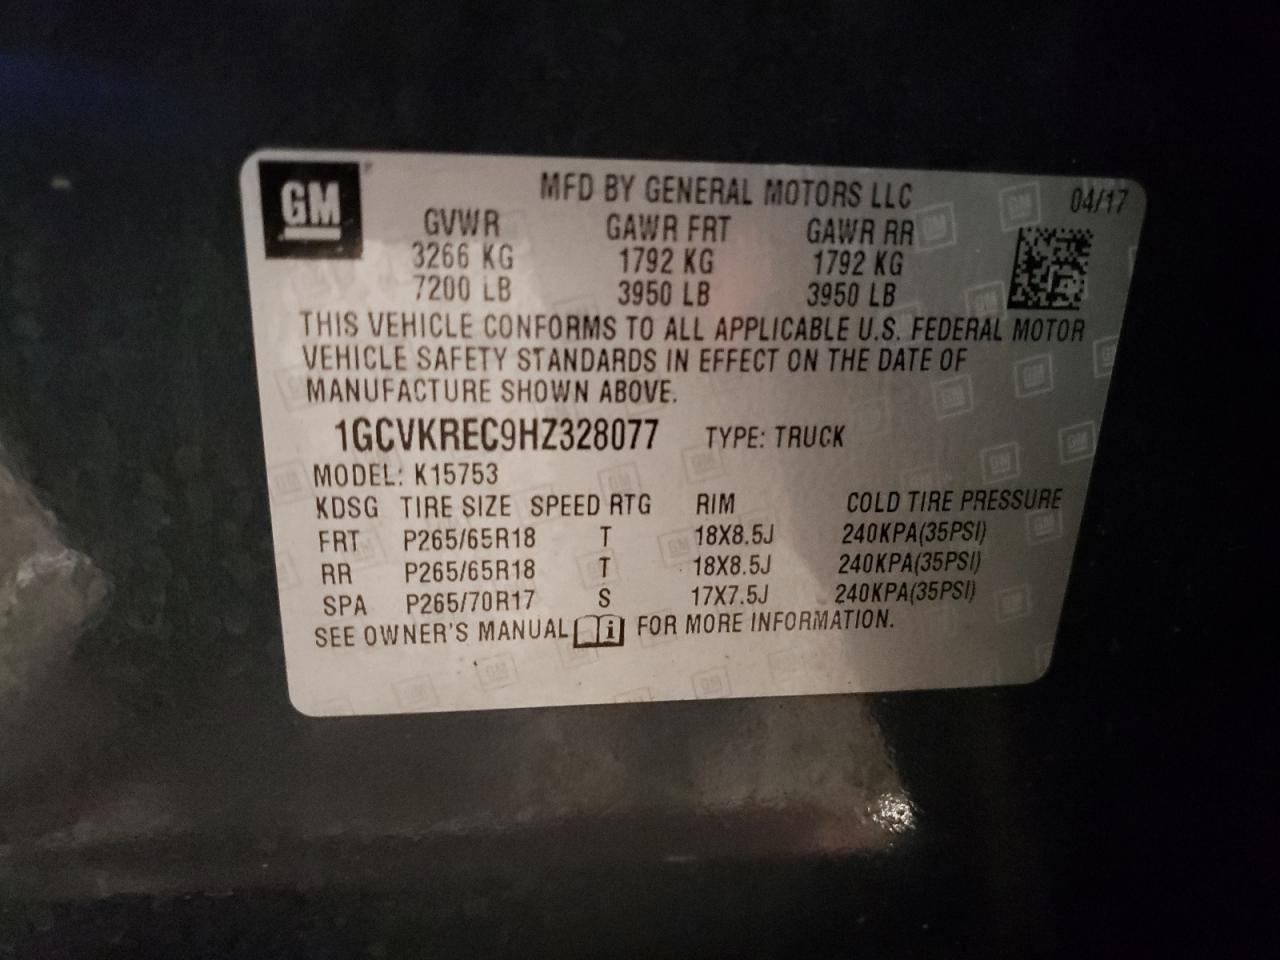 GM MFD BY GENERAL MOTORS LLC 04/17
GVWR GAWR FRT GAWR RR
3266 KG 1792 KG 1792 KG
7200 LB 3950 LB 3950 LB
THIS VEHICLE CONFORMS TO ALL APPLICABLE U.S. FEDERAL MOTOR
VEHICLE SAFETY STANDARDS IN EFFECT ON THE DATE OF
MANUFACTURE SHOWN ABOVE.
1GCVKREC9HZ328077 TYPE: TRUCK
MODEL: K15753
KDSG TIRE SIZE SPEED RTG RIM COLD TIRE PRESSURE
FRT P265/65R18 T 18X8.5J 240KPA(35PSI)
RR P265/65R18 T 18X8.5J 240KPA(35PSI)
SPA P265/70R17 S 17X7.5J 240KPA(35PSI)
SEE OWNER'S MANUAL i FOR MORE INFORMATION.